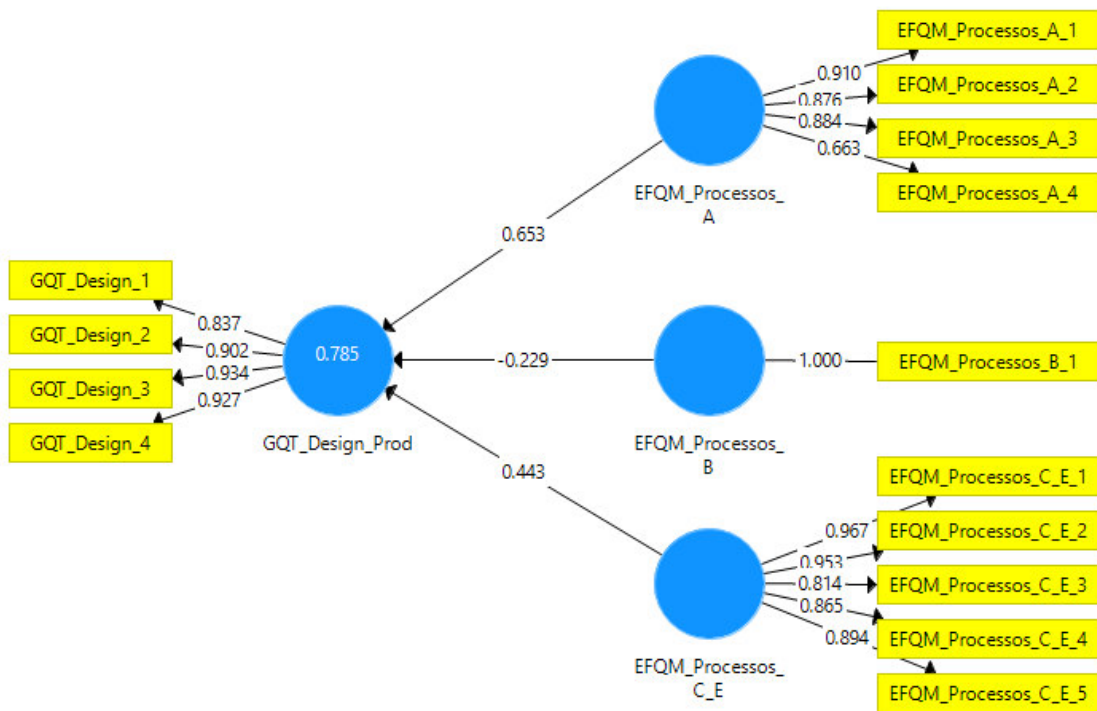 EFQM_Processos_A_1
0.910
EFQM_Processos_A_2
0.876
0.884
EFQM_Processos_A_3
0.663
EFQM_Processos_A_4
EFQM_Processos_
A
0.653
GQT_Design_1
0.837
GQT_Design_2
0.902
GQT_Design_3
0.934
0.927
GQT_Design_4
0.785
GQT_Design_Prod
-0.229
1.000
EFQM_Processos_B_1
EFQM_Processos_
B
0.443
EFQM_Processos_C_E_1
0.967
EFQM_Processos_C_E_2
0.953
0.814
EFQM_Processos_C_E_3
0.865
EFQM_Processos_C_E_4
0.894
EFQM_Processos_C_E_5
EFQM_Processos_
C_E